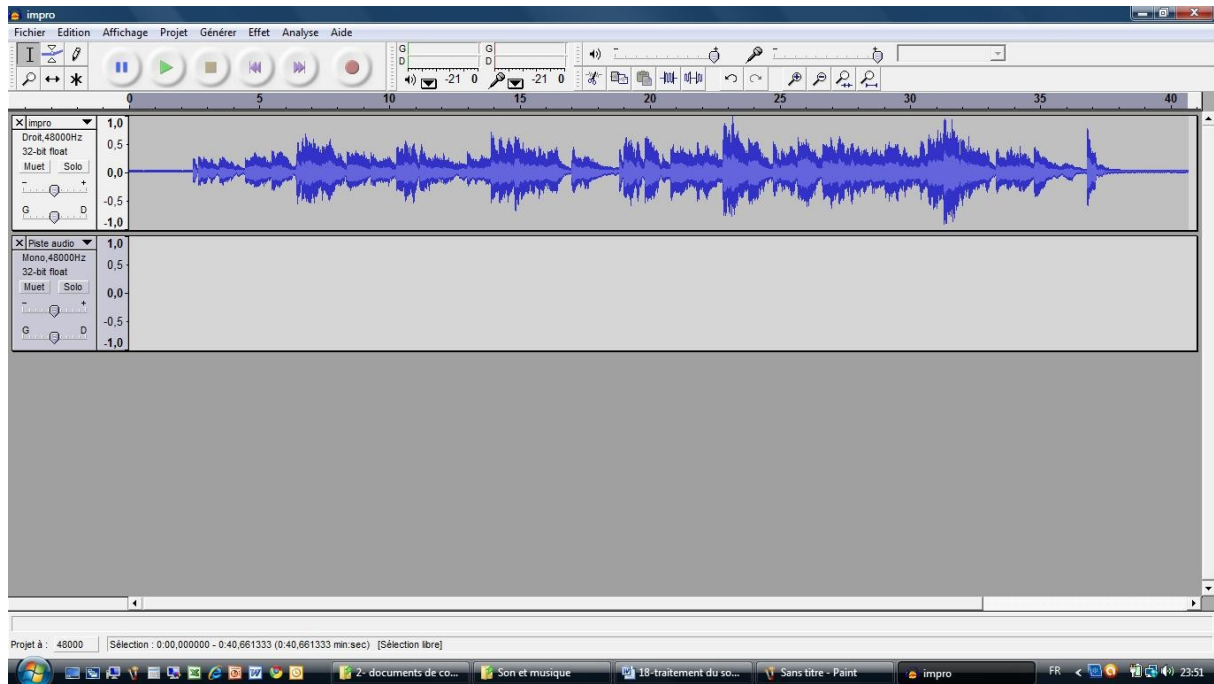 impro
Fichier Edition Affichage Projet Générer Effet Analyse Aide
G G
D D
-21 0 -21 0
0 5 10 15 20 25 30 35 40
impro
Droit,48000Hz
32-bit float
Muet Solo
- +
G D
1,0
0,5
0,0
-0,5
-1,0
Piste audio
Mono,48000Hz
32-bit float
Muet Solo
- +
G D
1,0
0,5
0,0
-0,5
-1,0
Projet à : 48000 Sélection : 0:00,000000 - 0:40,661333 (0:40,661333 min:sec) [Sélection libre]
2- documents de co... Son et musique 18-traitement du so... Sans titre - Paint impro FR 23:51